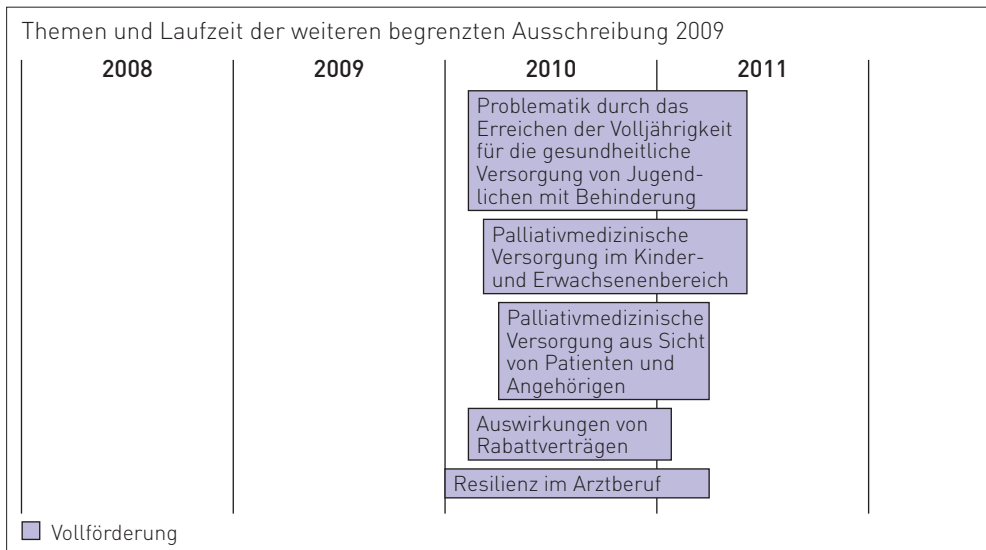 Themen und Laufzeit der weiteren begrenzten Ausschreibung 2009
2008 2009 2010 2011
Problematik durch das
Erreichen der Volljährigkeit
für die gesundheitliche
Versorgung von Jugend-
lichen mit Behinderung
Palliativmedizinische
Versorgung im Kinder-
und Erwachsenenbereich
Palliativmedizinische
Versorgung aus Sicht
von Patienten und
Angehörigen
Auswirkungen von
Rabattverträgen
Resilienz im Arztberuf
Vollförderung